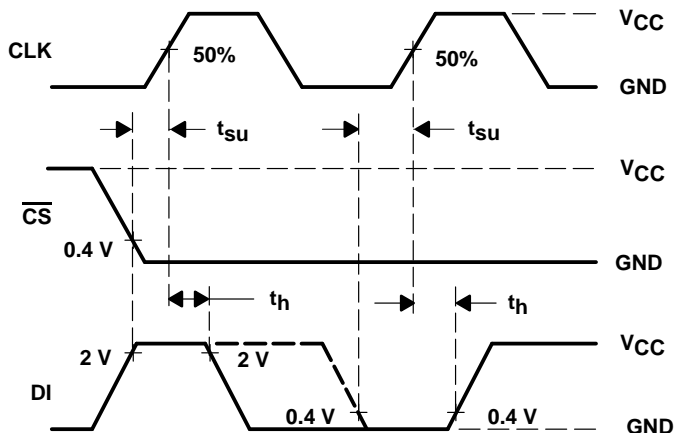 CLK
50%
50%
VCC
GND
tsu
tsu
CS
0.4 V
VCC
GND
th
th
DI
2 V
2 V
0.4 V
0.4 V
VCC
GND